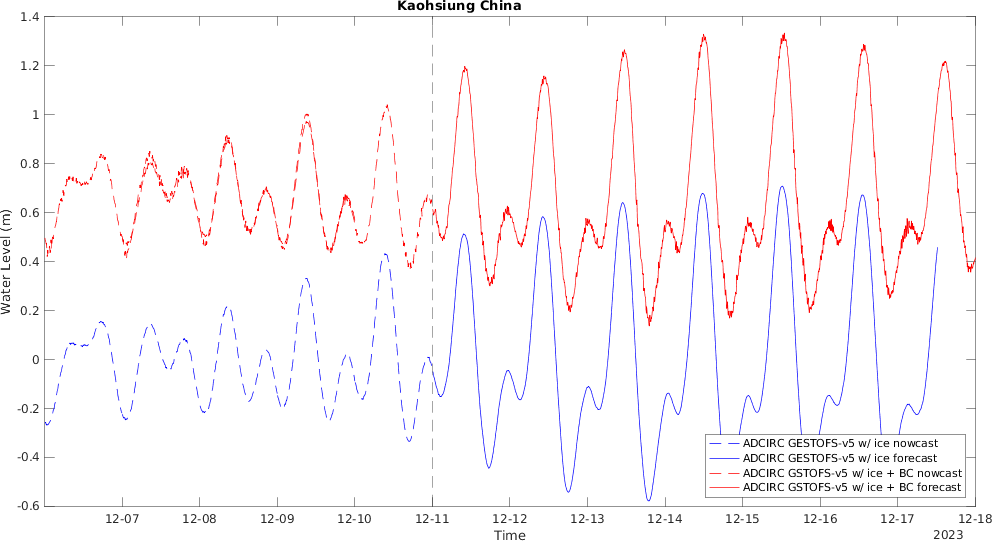 Kaohsiung China
1.4
1.2
1
0.8
0.6
0.4
0.2
0
-0.2
-0.4
-0.6
Water Level (m)
12-07 12-08 12-09 12-10 12-11 12-12 12-13 12-14 12-15 12-16 12-17 12-18
Time
2023
ADCIRC GESTOFS-v5 w/ ice nowcast
ADCIRC GESTOFS-v5 w/ ice forecast
ADCIRC GSTOFS-v5 w/ ice + BC nowcast
ADCIRC GSTOFS-v5 w/ ice + BC forecast